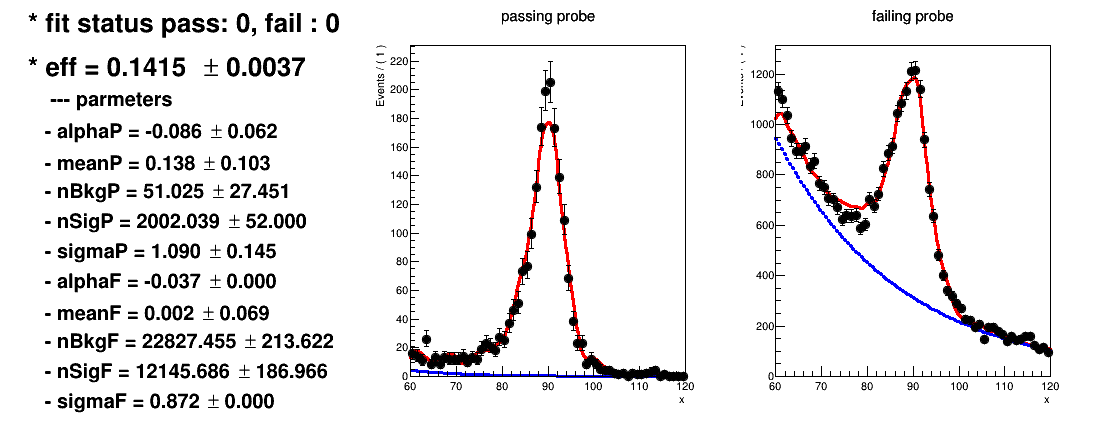 * fit status pass: 0, fail : 0
* eff = 0.1415 ± 0.0037
--- parmeters
- alphaP = -0.086 ± 0.062
- meanP = 0.138 ± 0.103
- nBkgP = 51.025 ± 27.451
- nSigP = 2002.039 ± 52.000
- sigmaP = 1.090 ± 0.145
- alphaF = -0.037 ± 0.000
- meanF = 0.002 ± 0.069
- nBkgF = 22827.455 ± 213.622
- nSigF = 12145.686 ± 186.966
- sigmaF = 0.872 ± 0.000
passing probe
Events / ( 1 )
220
200
180
160
140
120
100
80
60
40
20
0
60 70 80 90 100 110 120
x
failing probe
1200
1000
800
600
400
200
0
60 70 80 90 100 110 120
x